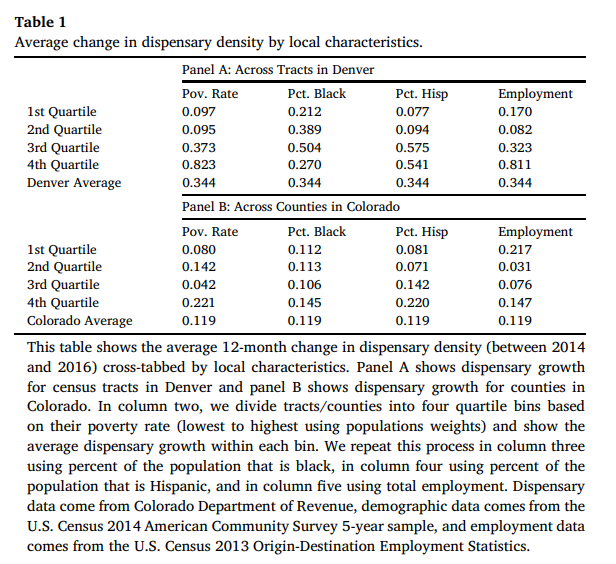 Table 1
Average change in dispensary density by local characteristics.
Panel A: Across Tracts in Denver
Pov. Rate Pct. Black Pct. Hisp Employment
1st Quartile 0.097 0.212 0.077 0.170
2nd Quartile 0.095 0.389 0.094 0.082
3rd Quartile 0.373 0.504 0.575 0.323
4th Quartile 0.823 0.270 0.541 0.811
Denver Average 0.344 0.344 0.344 0.344
Panel B: Across Counties in Colorado
Pov. Rate Pct. Black Pct. Hisp Employment
1st Quartile 0.080 0.112 0.081 0.217
2nd Quartile 0.142 0.113 0.071 0.031
3rd Quartile 0.042 0.106 0.142 0.076
4th Quartile 0.221 0.145 0.220 0.147
Colorado Average 0.119 0.119 0.119 0.119
This table shows the average 12-month change in dispensary density (between 2014
and 2016) cross-tabbed by local characteristics. Panel A shows dispensary growth
for census tracts in Denver and panel B shows dispensary growth for counties in
Colorado. In column two, we divide tracts/counties into four quartile bins based
on their poverty rate (lowest to highest using populations weights) and show the
average dispensary growth within each bin. We repeat this process in column three
using percent of the population that is black, in column four using percent of the
population that is Hispanic, and in column five using total employment. Dispensary
data come from Colorado Department of Revenue, demographic data comes from the
U.S. Census 2014 American Community Survey 5-year sample, and employment data
comes from the U.S. Census 2013 Origin-Destination Employment Statistics.